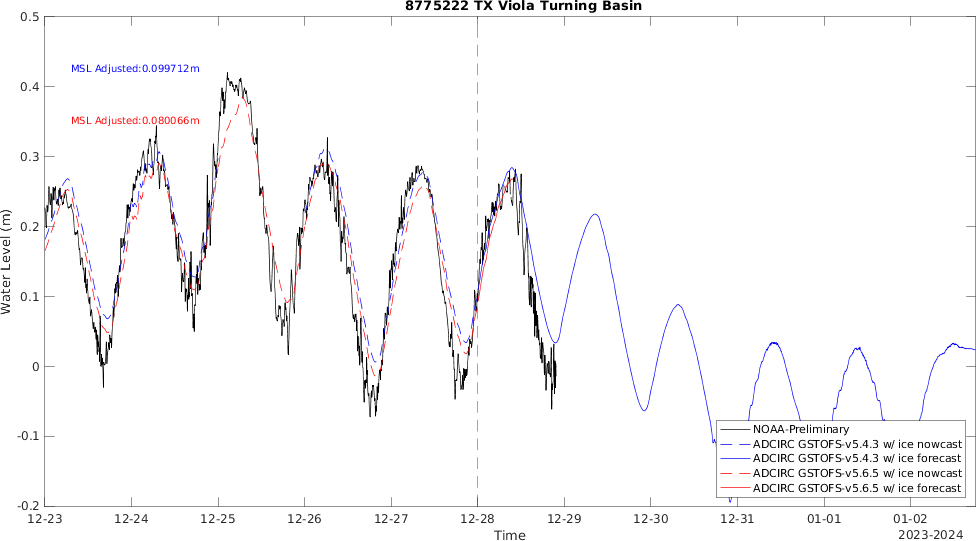 8775222 TX Viola Turning Basin
0.5
0.4
0.3
0.2
0.1
0
-0.1
-0.2
Water Level (m)
MSL Adjusted:0.099712m
MSL Adjusted:0.080066m
NOAA-Preliminary
ADCIRC GSTOFS-v5.4.3 w/ ice nowcast
ADCIRC GSTOFS-v5.4.3 w/ ice forecast
ADCIRC GSTOFS-v5.6.5 w/ ice nowcast
ADCIRC GSTOFS-v5.6.5 w/ ice forecast
12-23 12-24 12-25 12-26 12-27 12-28 12-29 12-30 12-31 01-01 01-02
Time
2023-2024